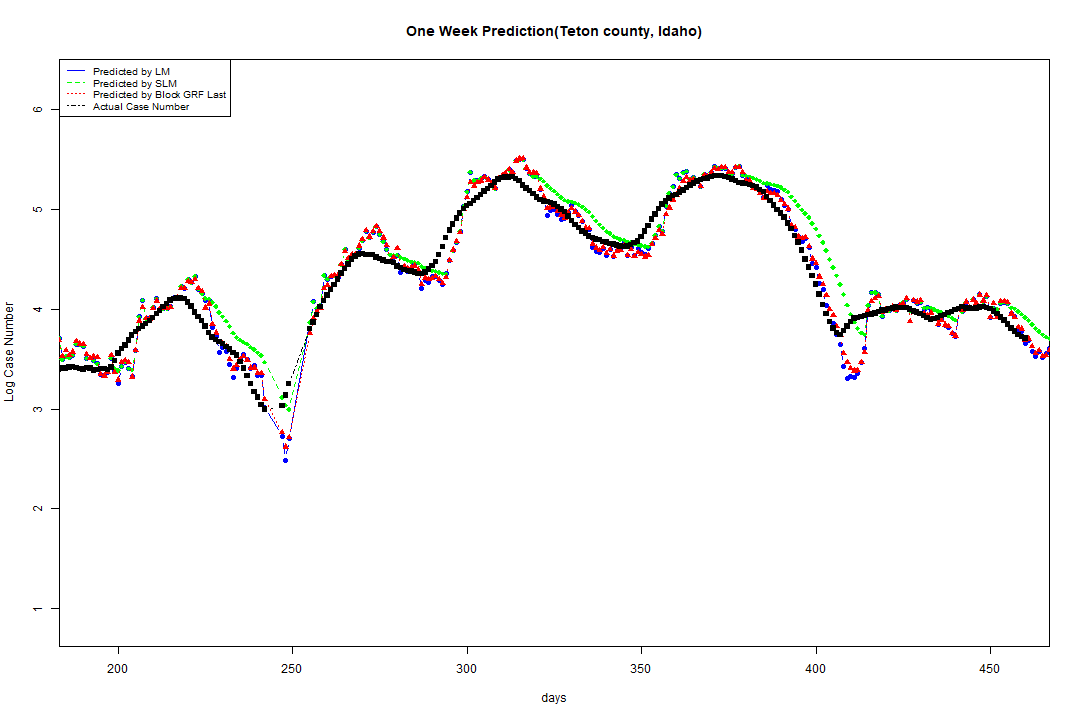 One Week Prediction(Teton county, Idaho)
Predicted by LM
Predicted by SLM
Predicted by Block GRF Last
Actual Case Number
6
5
4
3
2
1
Log Case Number
200 250 300 350 400 450
days